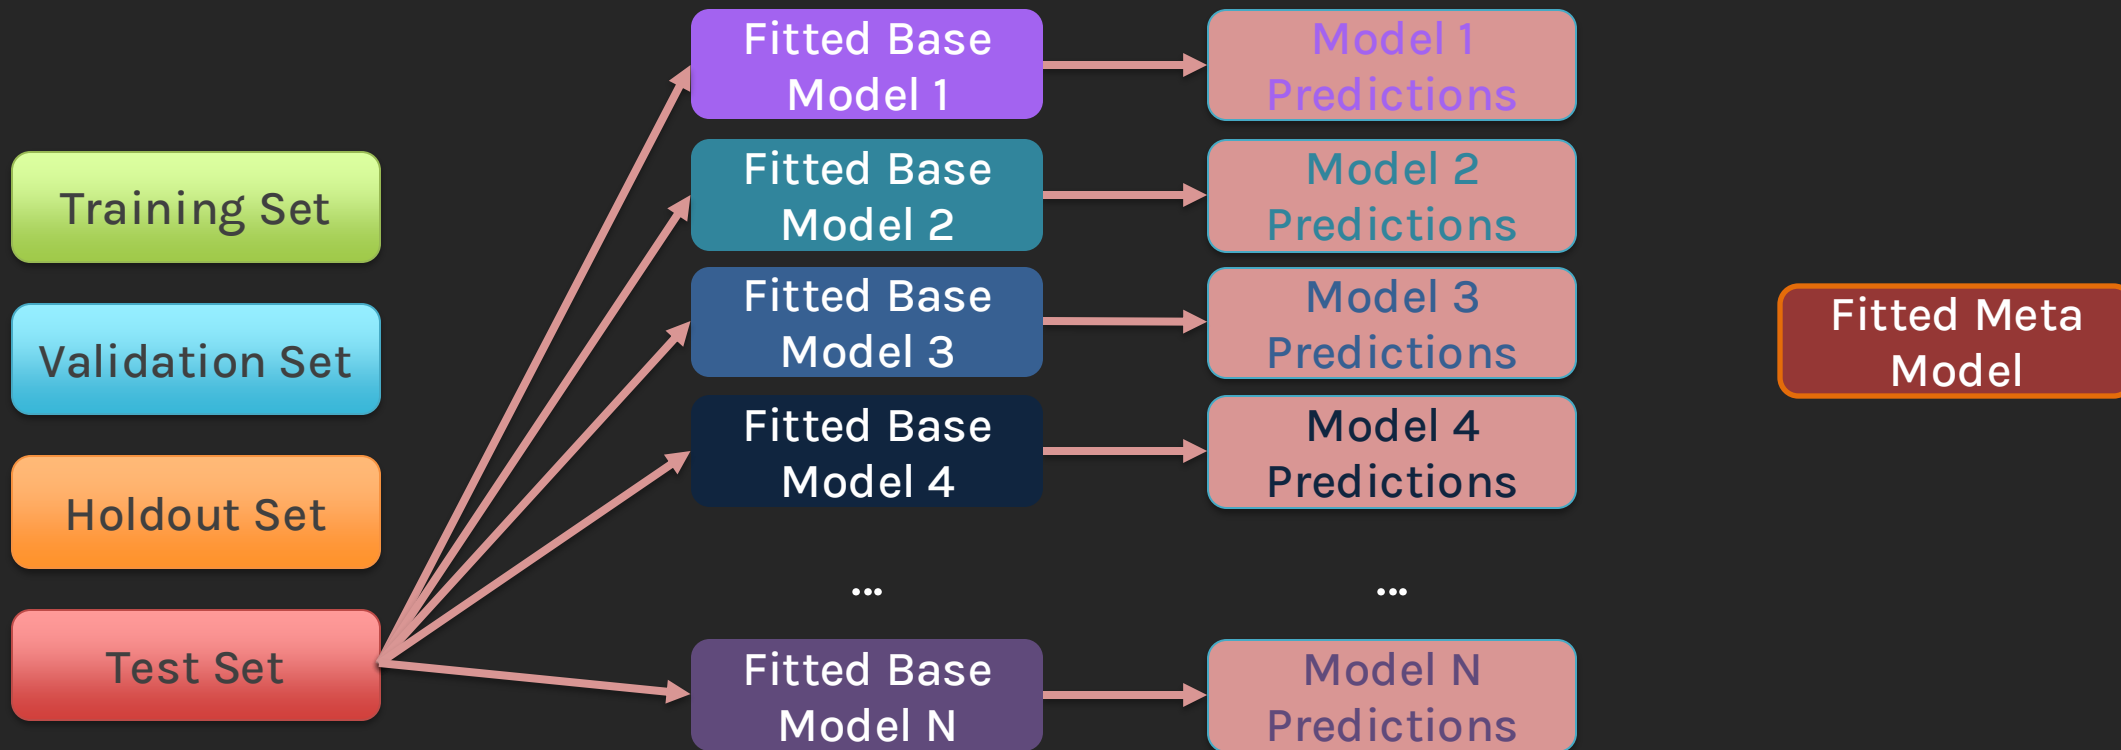 Training Set
Validation Set
Holdout Set
Test Set
Fitted Base
Model 1
Fitted Base
Model 2
Fitted Base
Model 3
Fitted Base
Model 4
...
Fitted Base
Model N
Model 1
Predictions
Model 2
Predictions
Model 3
Predictions
Model 4
Predictions
...
Model N
Predictions
Fitted Meta
Model